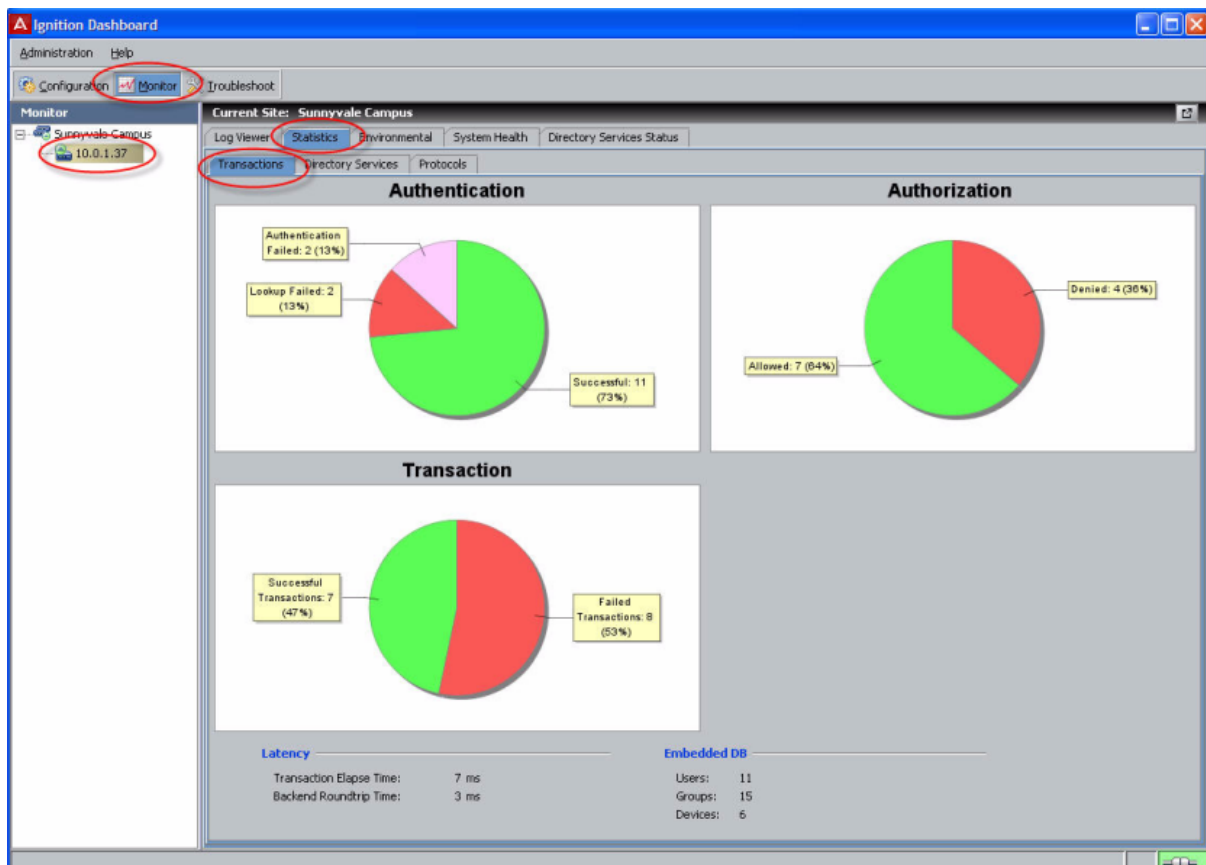 Ignition Dashboard
Administration Help
Configuration Monitor Troubleshoot
Monitor
Current Site: Sunnyvale Campus
Sunnyvale Campus
10.0.1.37
Log Viewer Statistics Environmental System Health Directory Services Status
Transactions Directory Services Protocols
Authentication
Authentication
Failed: 2 (13%)
Lookup Failed: 2
(13%)
Successful: 11
(73%)
Authorization
Denied: 4 (36%)
Allowed: 7 (64%)
Transaction
Successful
Transactions: 7
(47%)
Failed
Transactions: 8
(53%)
Latency
Transaction Elapse Time: 7 ms
Backend Roundtrip Time: 3 ms
Embedded DB
Users: 11
Groups: 15
Devices: 6